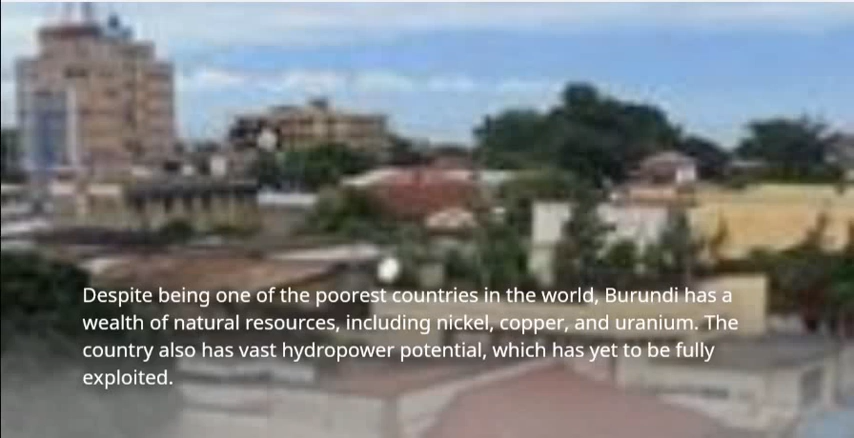 Despite being one of the poorest countries in the world, Burundi has a
wealth of natural resources, including nickel, copper, and uranium. The
country also has vast hydropower potential, which has yet to be fully
exploited.